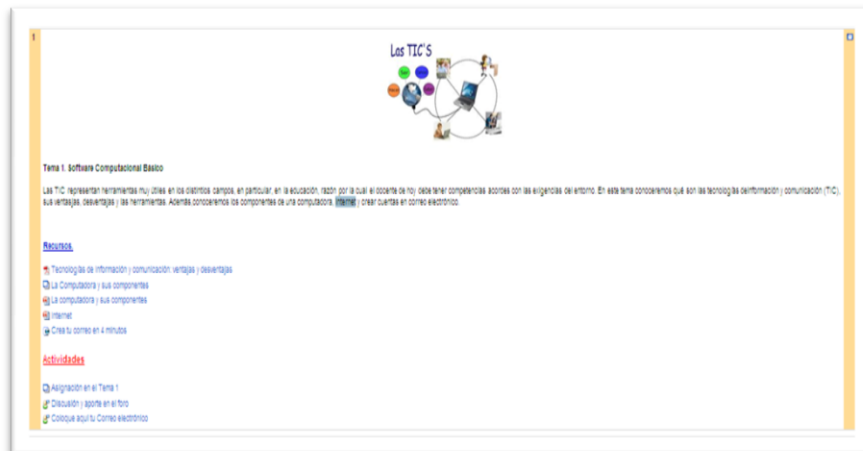 1
Las TIC'S
Tema 1. Software Computacional Básico
Las TIC representan herramientas muy útiles en los distintos campos, en particular, en la educación, razón por la cual el docente de hoy debe tener competencias acordes con las exigencias del entorno. En este tema conoceremos qué son las tecnologías deinformación y comunicación (TIC),
sus ventajas, desventajas y las herramientas. Además conoceremos los componentes de una computadora, Internet y crear cuentas en correo electrónico.
Recursos.
Tecnologías de información y comunicación: ventajas y desventajas
La Computadora y sus componentes
La computadora y sus componentes
Internet
Crea tu correo en 4 minutos
Actividades
Asignación en el Tema 1
Discusión y aporte en el foro
Coloque aquí tu Correo electrónico